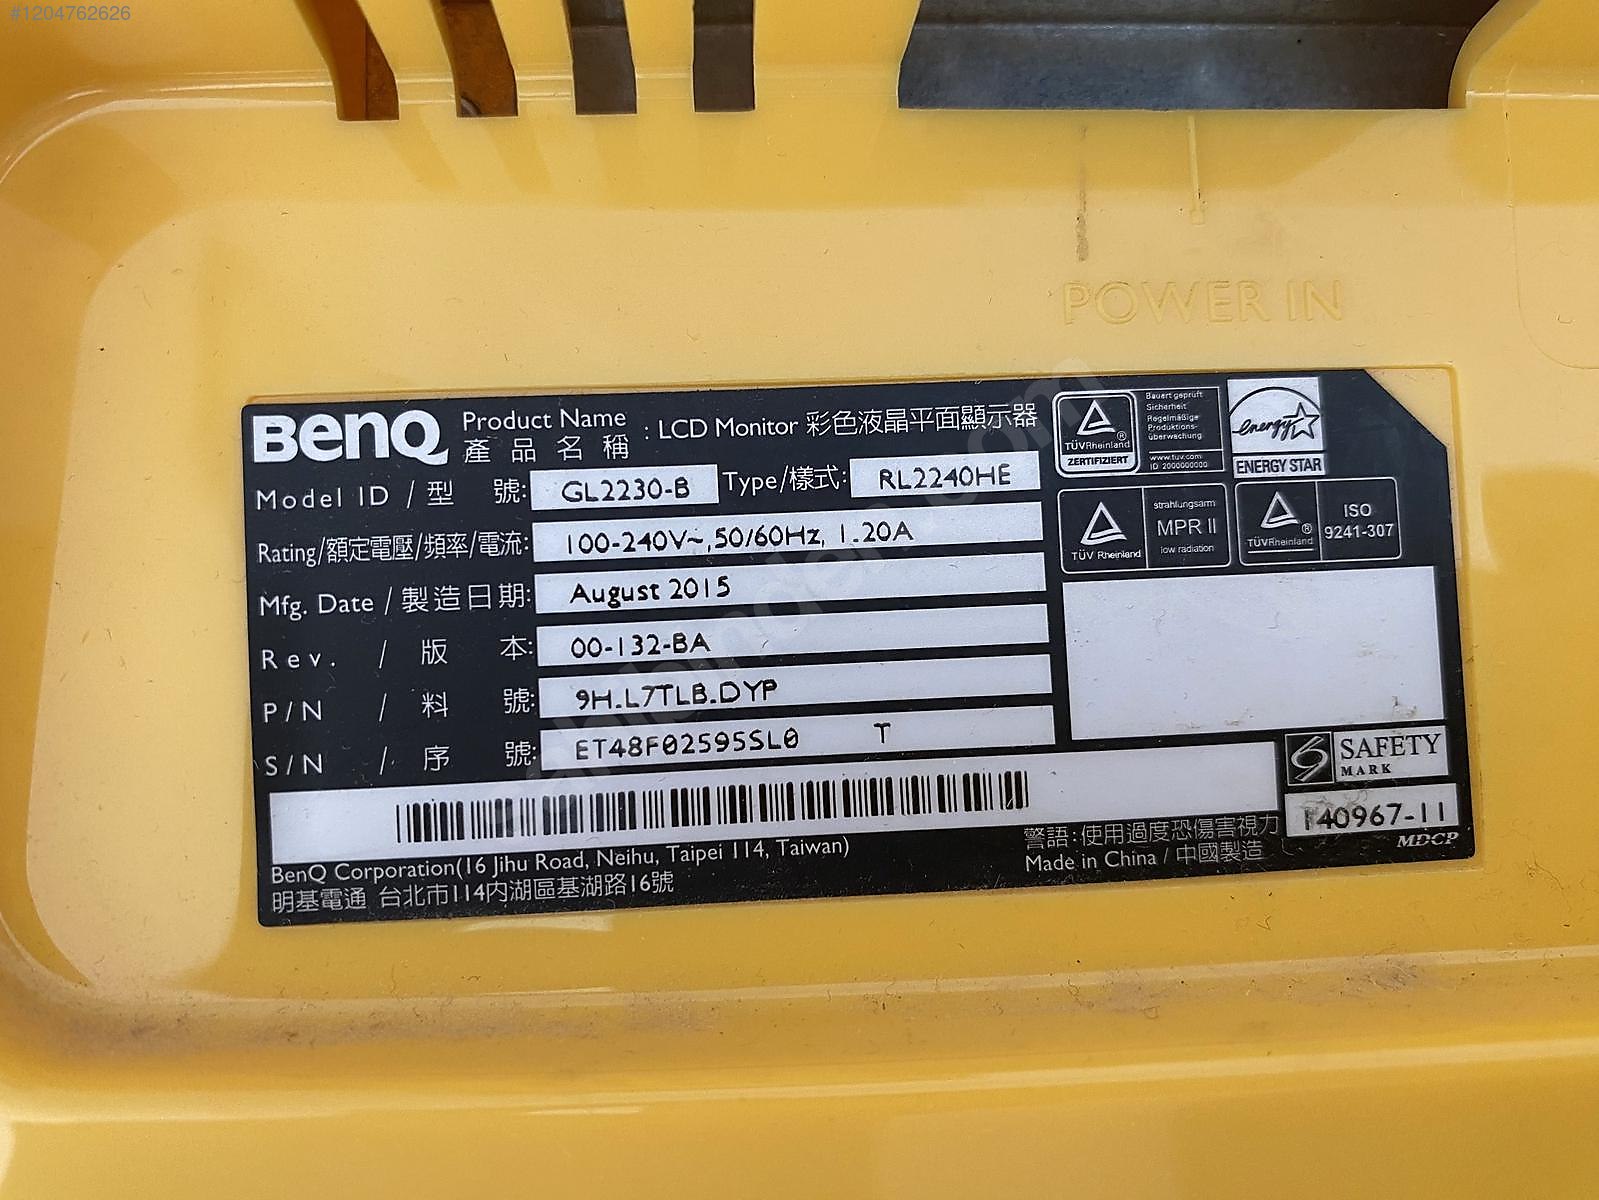 #1204762626
POWER IN
BenQ Product Name
產品名稱 : LCD Monitor 彩色液晶平面顯示器
Model ID / 型 號: GL2230-B Type/樣式: RL2240HE
Rating/額定電壓/頻率/電流: 100-240V~,50/60Hz, 1.20A
Mfg. Date / 製造日期: August 2015
Rev. / 版 本: 00-132-BA
P/N / 料 號: 9H.L7TLB.DYP
S/N / 序 號: ET48F02595SL0 T
BenQ Corporation(16 Jihu Road, Neihu, Taipei 114, Taiwan)
明基電通 台北市114內湖區基湖路16號
警語:使用過度恐傷害視力
Made in China / 中國製造
TÜVRheinland
ZERTIFIZIERT
Bauart geprüft
Sicherheit
Regelmäßige
Produktions-
überwachung
www.tuv.com
ID 2000000000
energy
ENERGY STAR
TÜV Rheinland
strahlungsarm
MPR II
low radiation
TÜVRheinland
ISO
9241-307
SAFETY
MARK
T40967-11
MDCP
sahibinden.com